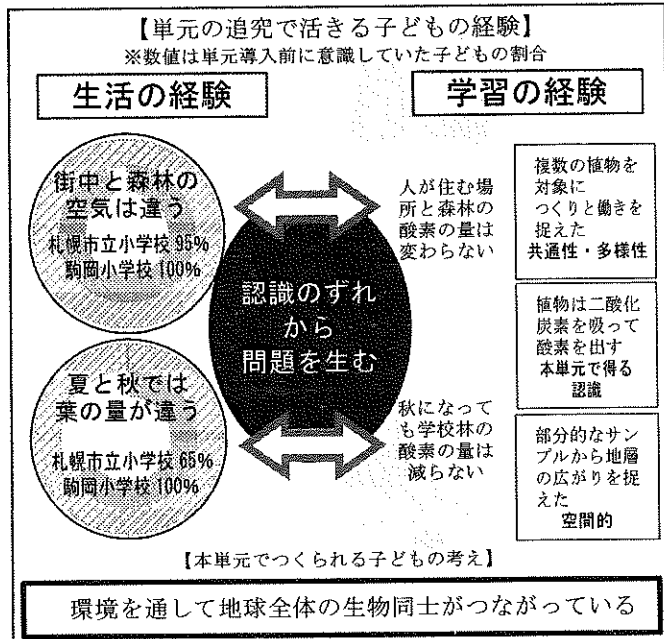 【単元の追究で活きる子どもの経験】
※数値は単元導入前に意識していた子どもの割合
生活の経験
学習の経験
街中と森林の
空気は違う
札幌市立小学校 95%
駒岡小学校 100%
夏と秋では
葉の量が違う
札幌市立小学校 65%
駒岡小学校 100%
認識のずれ
から
問題を生む
人が住む場
所と森林の
酸素の量は
変わらない
秋になって
も学校林の
酸素の量は
減らない
複数の植物を
対象に
つくりと働きを
捉えた
共通性・多様性
植物は二酸化
炭素を吸って
酸素を出す
本単元で得る
認識
部分的なサン
プルから地層
の広がりを捉
えた
空間的
【本単元でつくられる子どもの考え】
環境を通して地球全体の生物同士がつながっている